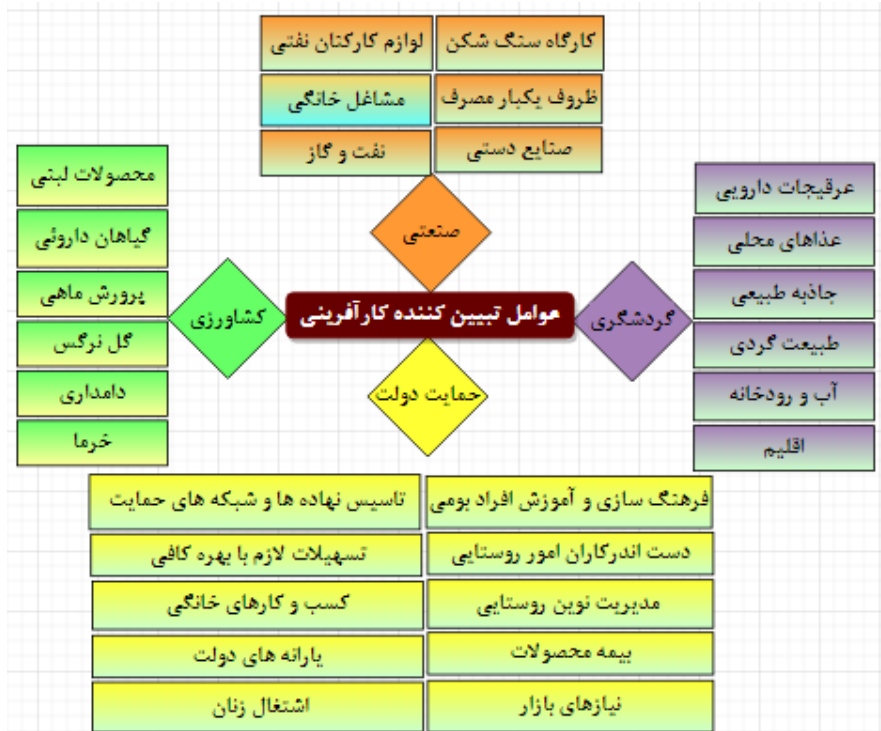 کارگاه سنگ شکن
لوازم کارکنان نفتی
ظروف یکبار مصرف
مشاغل خانگی
صنایع دستی
نفت و گاز
صنعتی
عرقیجات دارویی
عذاهای محلی
جاذبه طبیعی
طبیعت گردی
آب و رودخانه
اقلیم
گردشگری
عوامل تبیین کننده کارآفرینی
کشاورزی
محصولات لبنی
گیاهان داروئی
پرورش ماهی
گل نرگس
دامداری
خرما
حمایت دولت
فرهنگ سازی و آموزش افراد بومی
تاسیس نهاده ها و شبکه های حمایت
دست اندرکاران امور روستایی
تسهیلات لازم با بهره کافی
مدیریت نوین روستایی
کسب و کارهای خانگی
بیمه محصولات
یارانه های دولت
نیازهای بازار
اشتغال زنان